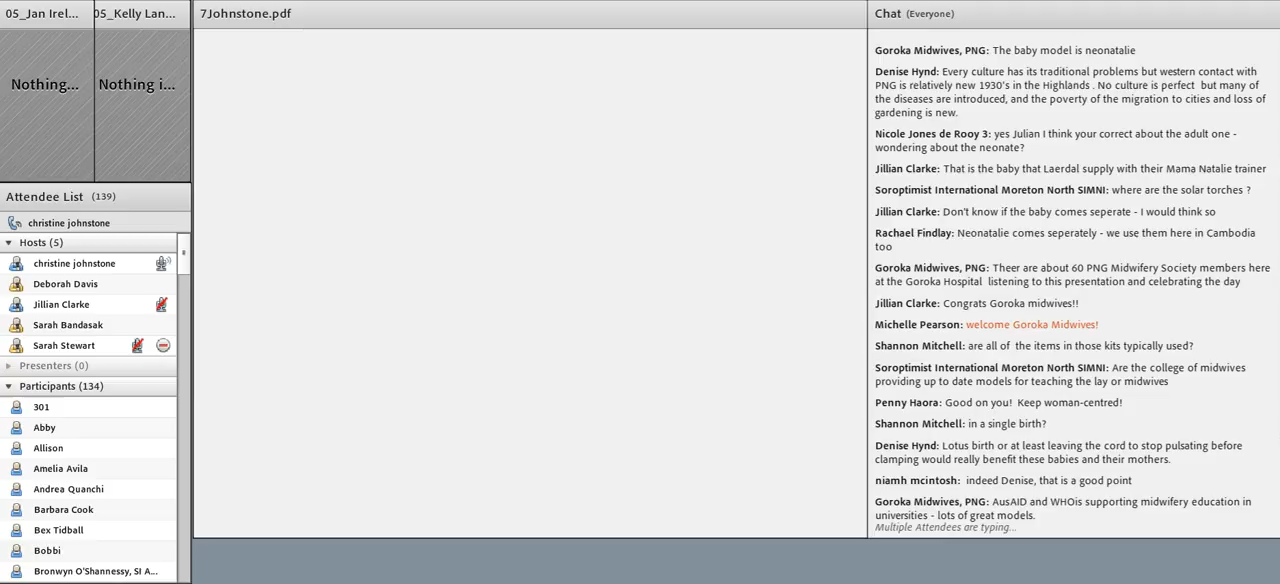 05_Jan Irel...
05_Kelly Lan...
Nothing...
Nothing i...
Attendee List (139)
christine johnstone
Hosts (5)
christine johnstone
Deborah Davis
Jillian Clarke
Sarah Bandasak
Sarah Stewart
Presenters (0)
Participants (134)
301
Abby
Allison
Amelia Avila
Andrea Quanchi
Barbara Cook
Bex Tidball
Bobbi
Bronwyn O'Shannessy, SI A...
7Johnstone.pdf
Chat (Everyone)
Goroka Midwives, PNG: The baby model is neonatalie
Denise Hynd: Every culture has its traditional problems but western contact with
PNG is relatively new 1930's in the Highlands . No culture is perfect but many of
the diseases are introduced, and the poverty of the migration to cities and loss of
gardening is new.
Nicole Jones de Rooy 3: yes Julian I think your correct about the adult one -
wondering about the neonate?
Jillian Clarke: That is the baby that Laerdal supply with their Mama Natalie trainer
Soroptimist International Moreton North SIMNI: where are the solar torches ?
Jillian Clarke: Don't know if the baby comes seperate - I would think so
Rachael Findlay: Neonatalie comes seperately - we use them here in Cambodia
too
Goroka Midwives, PNG: Theer are about 60 PNG Midwifery Society members here
at the Goroka Hospital listening to this presentation and celebrating the day
Jillian Clarke: Congrats Goroka midwives!!
Michelle Pearson: welcome Goroka Midwives!
Shannon Mitchell: are all of the items in those kits typically used?
Soroptimist International Moreton North SIMNI: Are the college of midwives
providing up to date models for teaching the lay or midwives
Penny Haora: Good on you! Keep woman-centred!
Shannon Mitchell: in a single birth?
Denise Hynd: Lotus birth or at least leaving the cord to stop pulsating before
clamping would really benefit these babies and their mothers.
niamh mcintosh: indeed Denise, that is a good point
Goroka Midwives, PNG: AusAID and WHOis supporting midwifery education in
universities - lots of great models.
Multiple Attendees are typing...